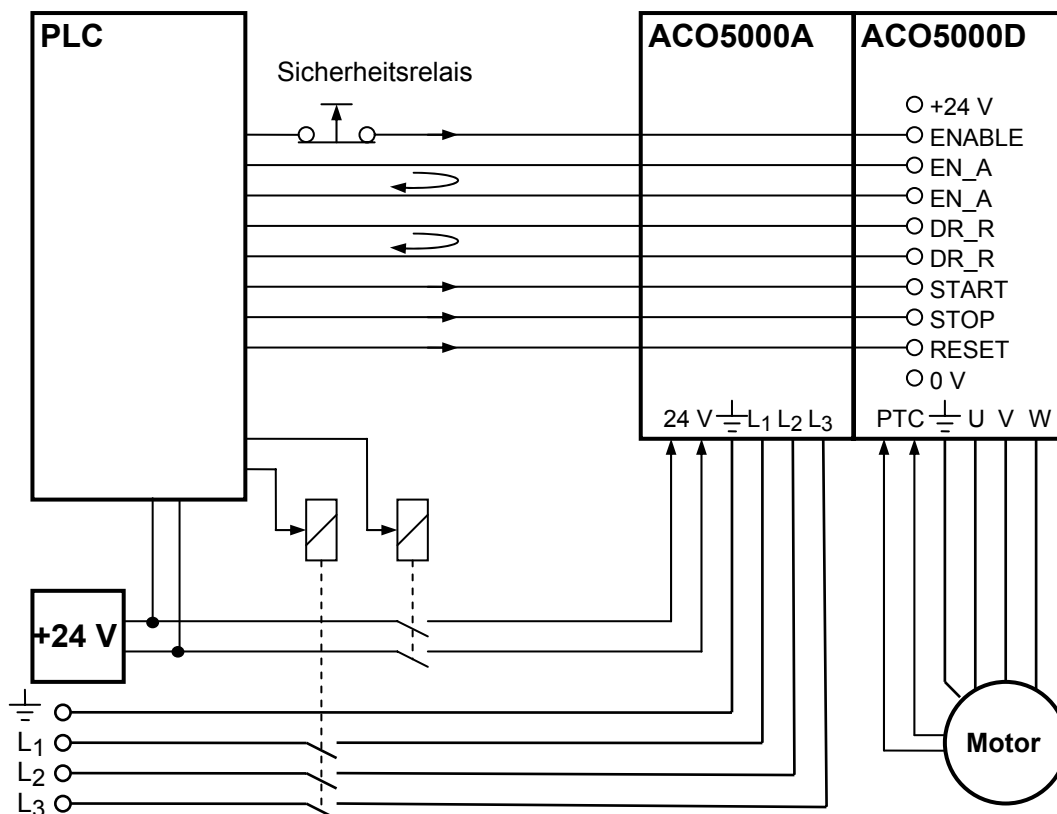 PLC
ACO5000A
ACO5000D
Sicherheitsrelais
+24 V
ENABLE
EN_A
EN_A
DR_R
DR_R
START
STOP
RESET
0 V
24 V L1 L2 L3
PTC U V W
+24 V
L1
L2
L3
Motor